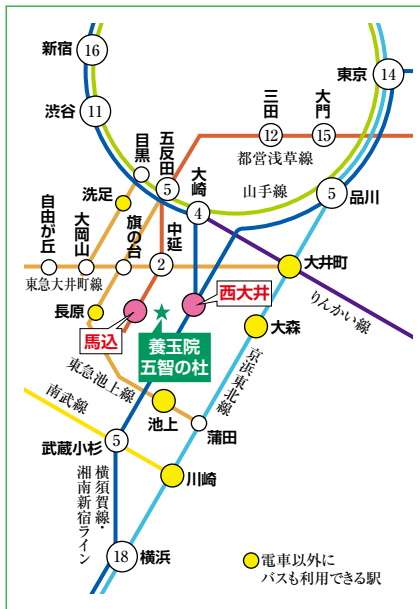 新宿
16
渋谷
11
目黒
五反田
5
大崎
4
三田
12
大門
15
都営浅草線
山手線
東京
14
5
品川
洗足
自由が丘
大岡山
旗の台
中延
2
東急大井町線
大井町
りんかい線
長原
馬込
西大井
養玉院
五智の杜
大森
京浜東北線
東急池上線
池上
蒲田
南武線
武蔵小杉
5
川崎
横須賀線・
湘南新宿ライン
18
横浜
電車以外に
バスも利用できる駅